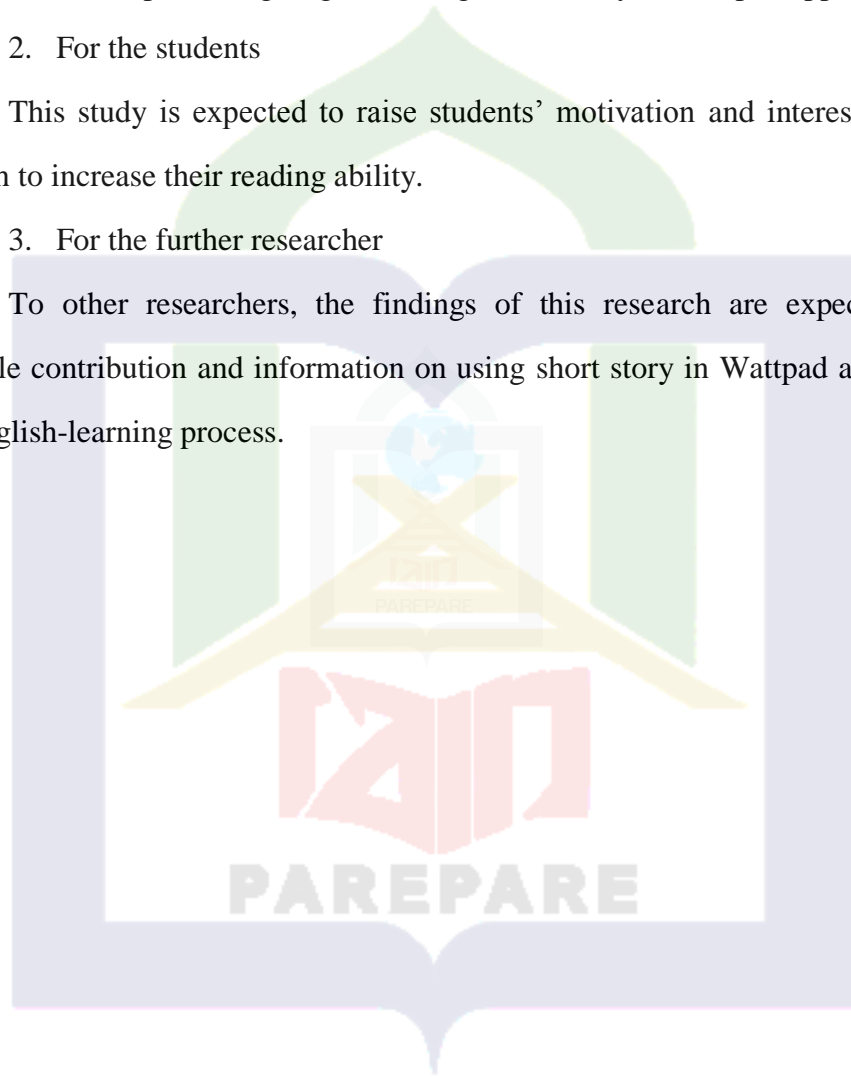 2. For the students
This study is expected to raise students’ motivation and interes
n to increase their reading ability.
3. For the further researcher
To other researchers, the findings of this research are expec
le contribution and information on using short story in Wattpad a
glish-learning process.
PAREPARE
PAREPARE